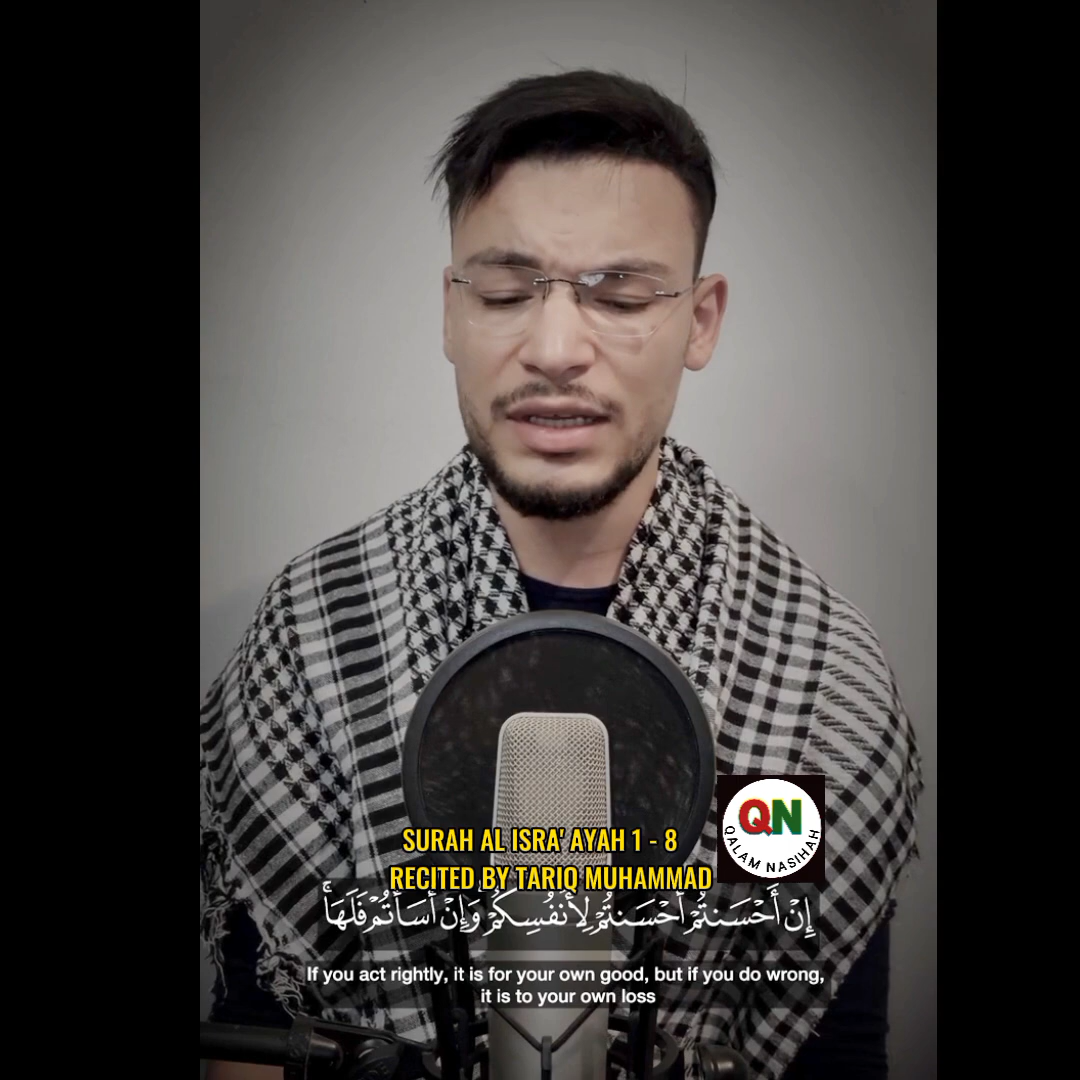 QN
QALAM NASIHAH
SURAH AL ISRA' AYAH 1 - 8
RECITED BY TARIQ MUHAMMAD
إِنْ أَحْسَنتُمْ أَحْسَنتُمْ لِأَنفُسِكُمْ ۖ وَإِنْ أَسَأْتُمْ فَلَهَا ۚ
If you act rightly, it is for your own good, but if you do wrong,
it is to your own loss